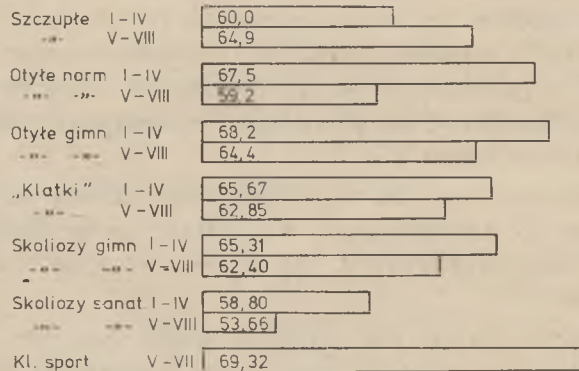 Szczupłe I-IV 60,0
-"- V-VIII 64,9
Otyłe norm I-IV 67,5
-"- -"- V-VIII 59,2
Otyłe gimn I-IV 68,2
-"- -"- V-VIII 64,4
„Klatki" I-IV 65,67
-"- V-VIII 62,85
Skoliozy gimn I-IV 65,31
-"- -"- V-VIII 62,40
Skoliozy sanat. I-IV 58,80
-"- -"- V-VIII 53,66
Kl. sport V-VII 69,32